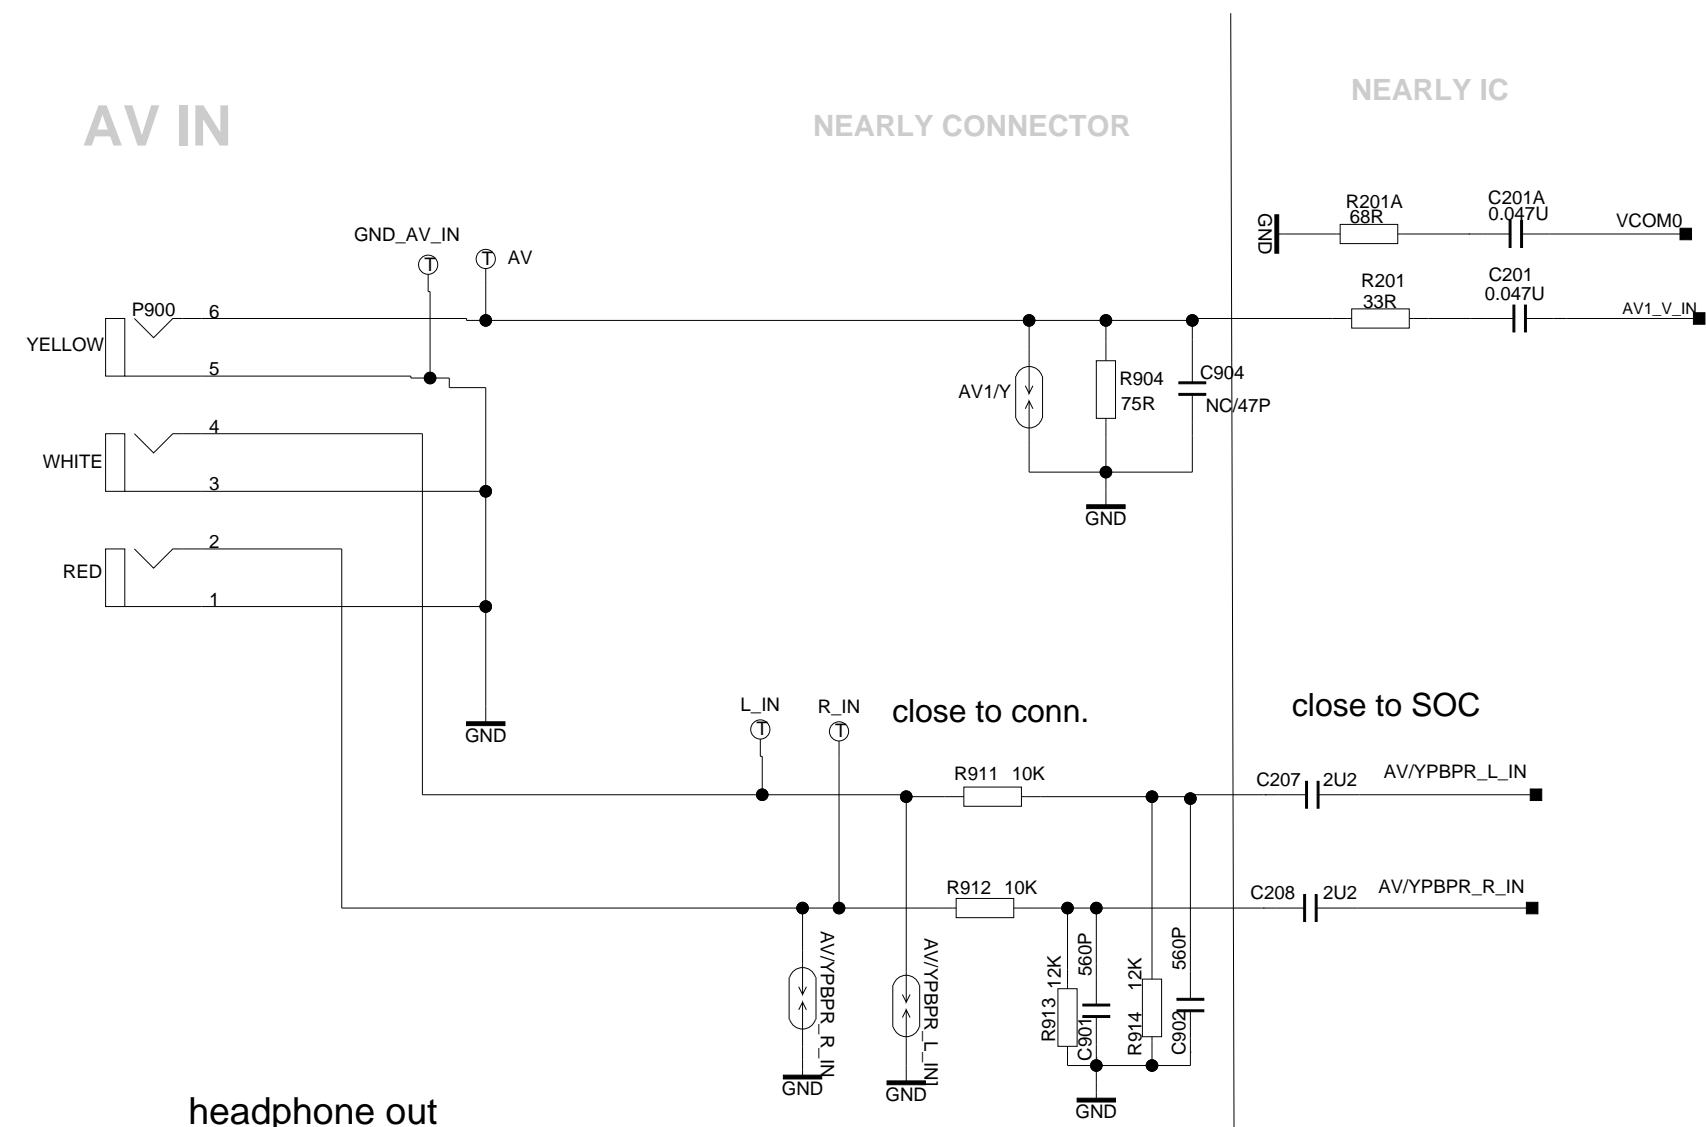 AV IN
NEARLY CONNECTOR
NEARLY IC
R201A
68R
C201A
0.047U
VCOM0
GND
GND_AV_IN
AV
R201
33R
C201
0.047U
AV1_V_IN
P900
6
YELLOW
5
AV1/Y
R904
75R
C904
NC/47P
4
WHITE
3
GND
2
RED
1
GND
L_IN
R_IN
close to conn.
close to SOC
R911 10K
C207
2U2
AV/YPBPR_L_IN
R912 10K
C208
2U2
AV/YPBPR_R_IN
AV/YPBPR_R_IN
AV/YPBPR_L_IN1
R913
12K
C901
560P
R914
12K
C902
560P
GND
GND
GND
headphone out